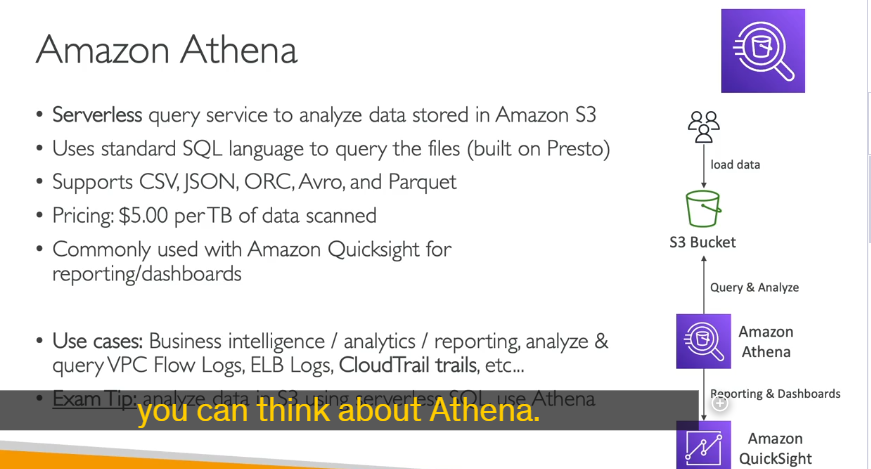 Amazon Athena
• Serverless query service to analyze data stored in Amazon S3
• Uses standard SQL language to query the files (built on Presto)
• Supports CSV, JSON, ORC, Avro, and Parquet
• Pricing: $5.00 per TB of data scanned
• Commonly used with Amazon Quicksight for
reporting/dashboards
• Use cases: Business intelligence / analytics / reporting, analyze &
query VPC Flow Logs, ELB Logs, CloudTrail trails, etc...
• Exam Tip: analyze data in S3 using serverless SQL, use Athena
you can think about Athena.
load data
S3 Bucket
Query & Analyze
Amazon
Athena
Reporting & Dashboards
Amazon
QuickSight